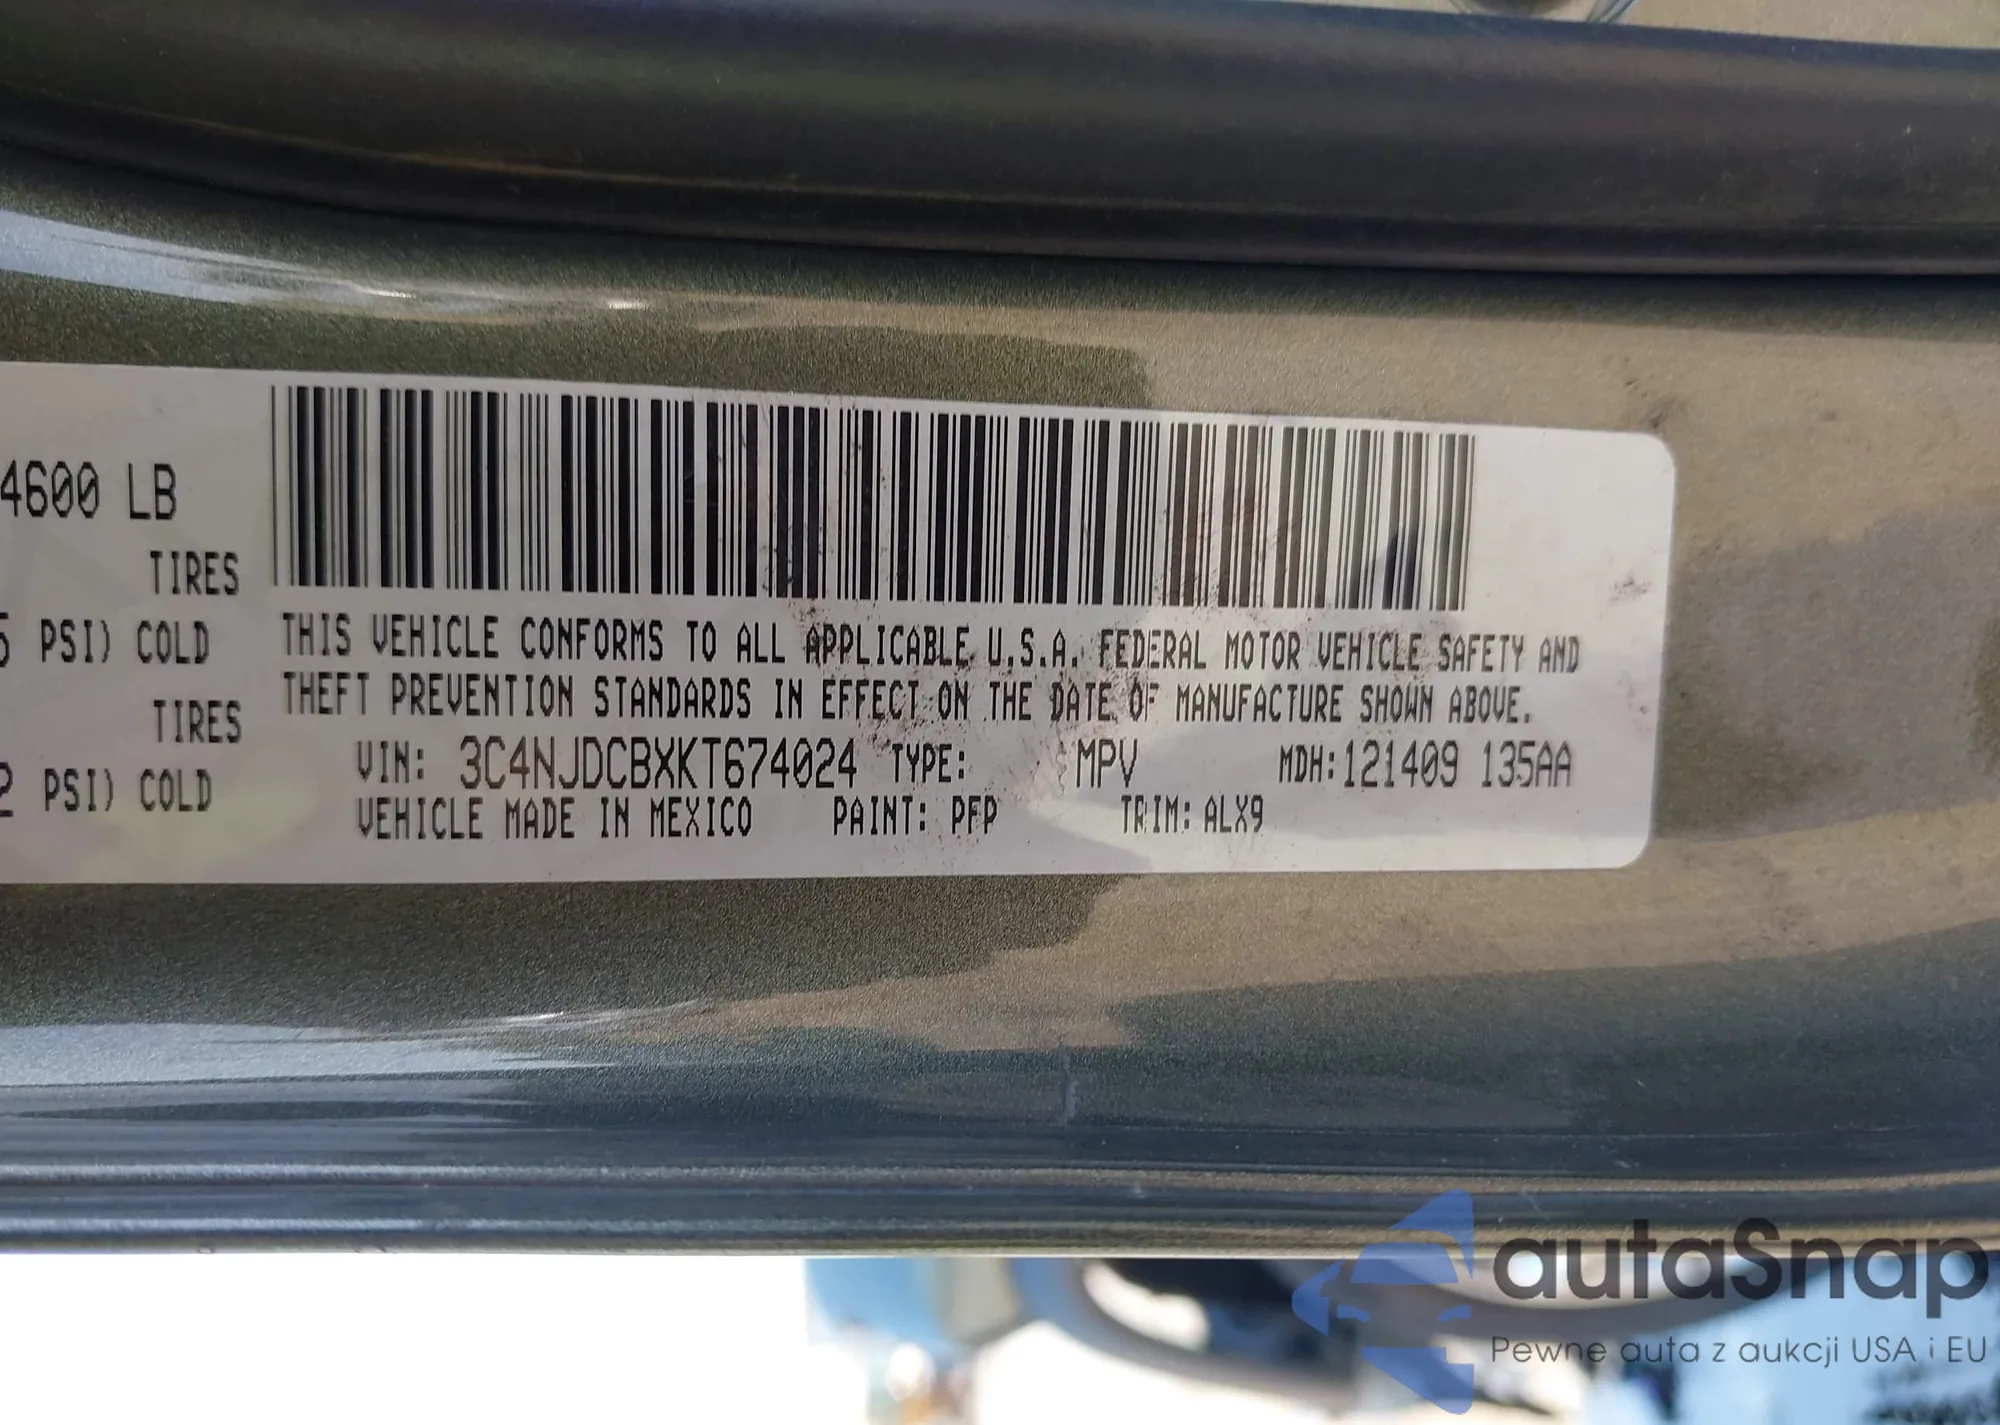 4600 LB
TIRES
PSI) COLD
TIRES
PSI) COLD
THIS VEHICLE CONFORMS TO ALL APPLICABLE U.S.A. FEDERAL MOTOR VEHICLE SAFETY AND
THEFT PREVENTION STANDARDS IN EFFECT ON THE DATE OF MANUFACTURE SHOWN ABOVE.
VIN: 3C4NJDCBXKT674024 TYPE: MPV MDH:121409 135AA
VEHICLE MADE IN MEXICO PAINT: PFP TRIM: ALX9
autaSnap
Pewne auta z aukcji USA i EU